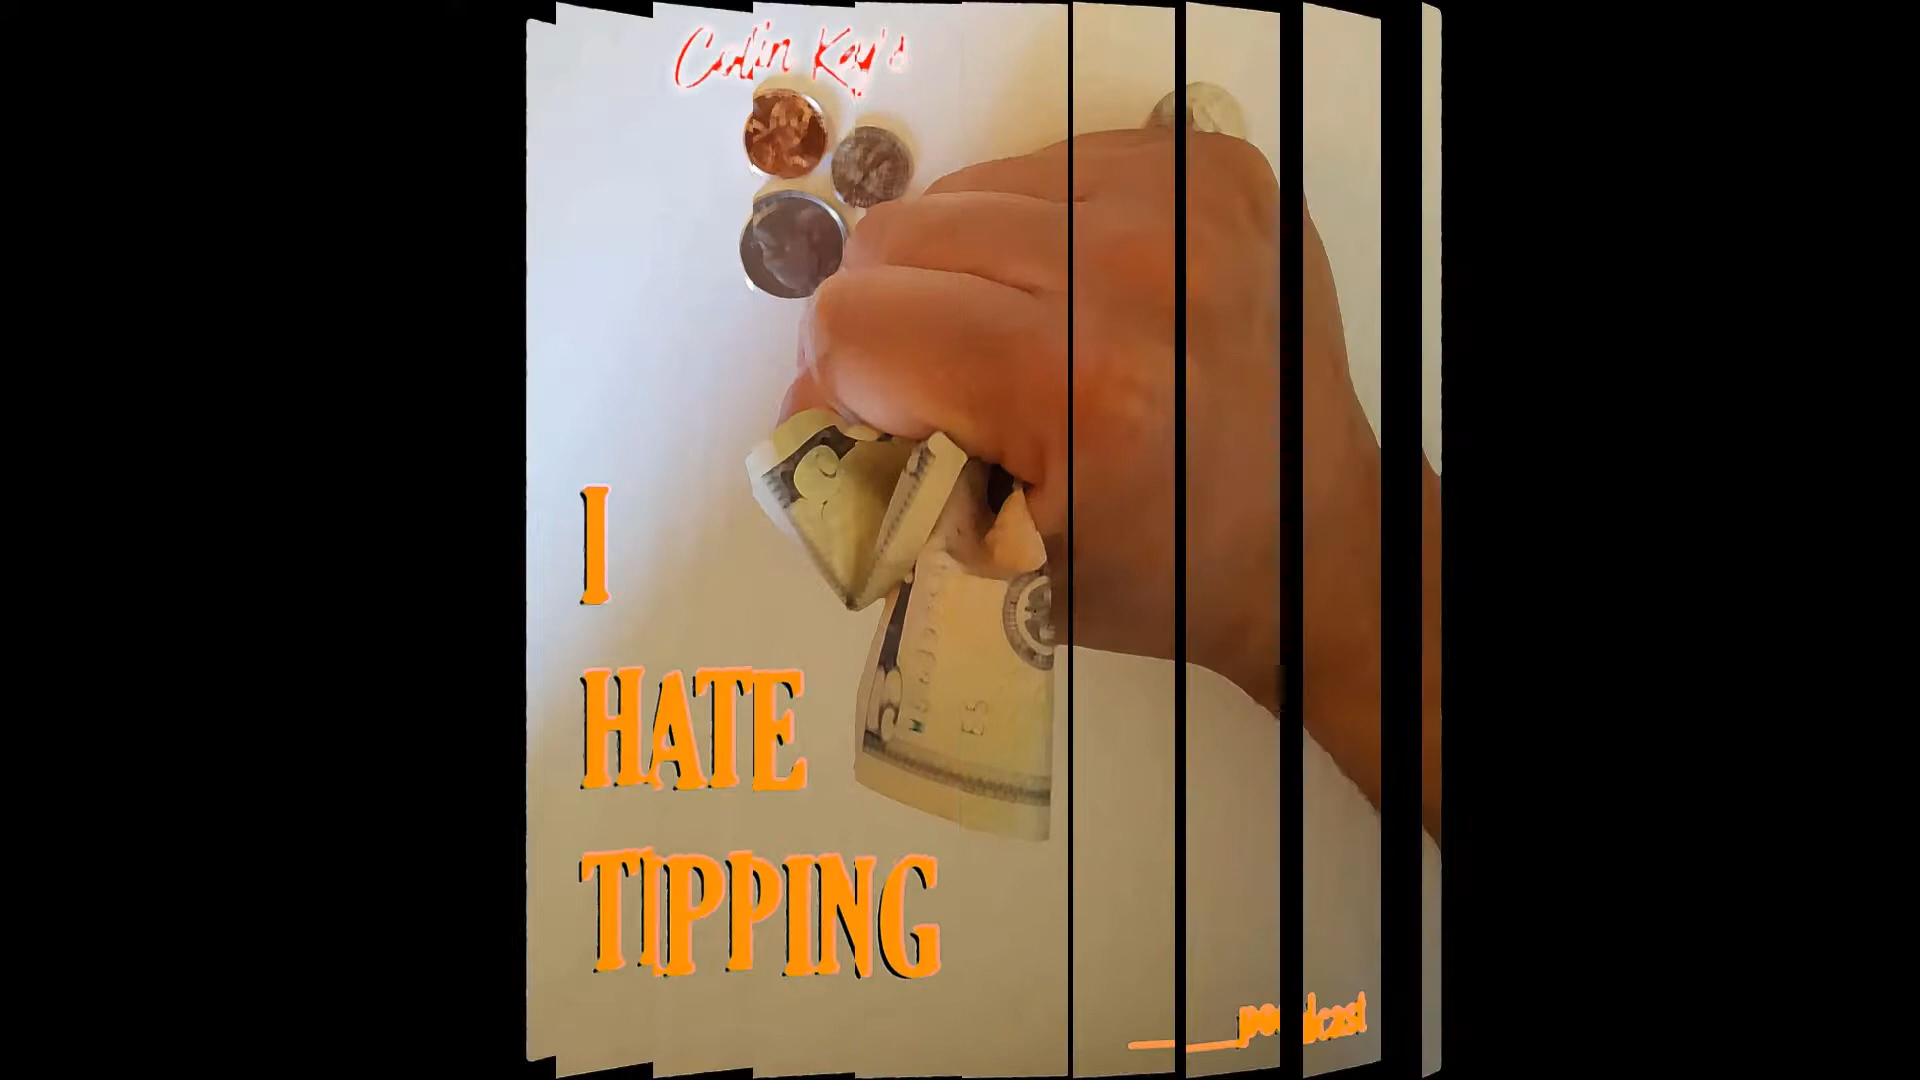 Colin Kay's
I
HATE
TIPPING
podcast